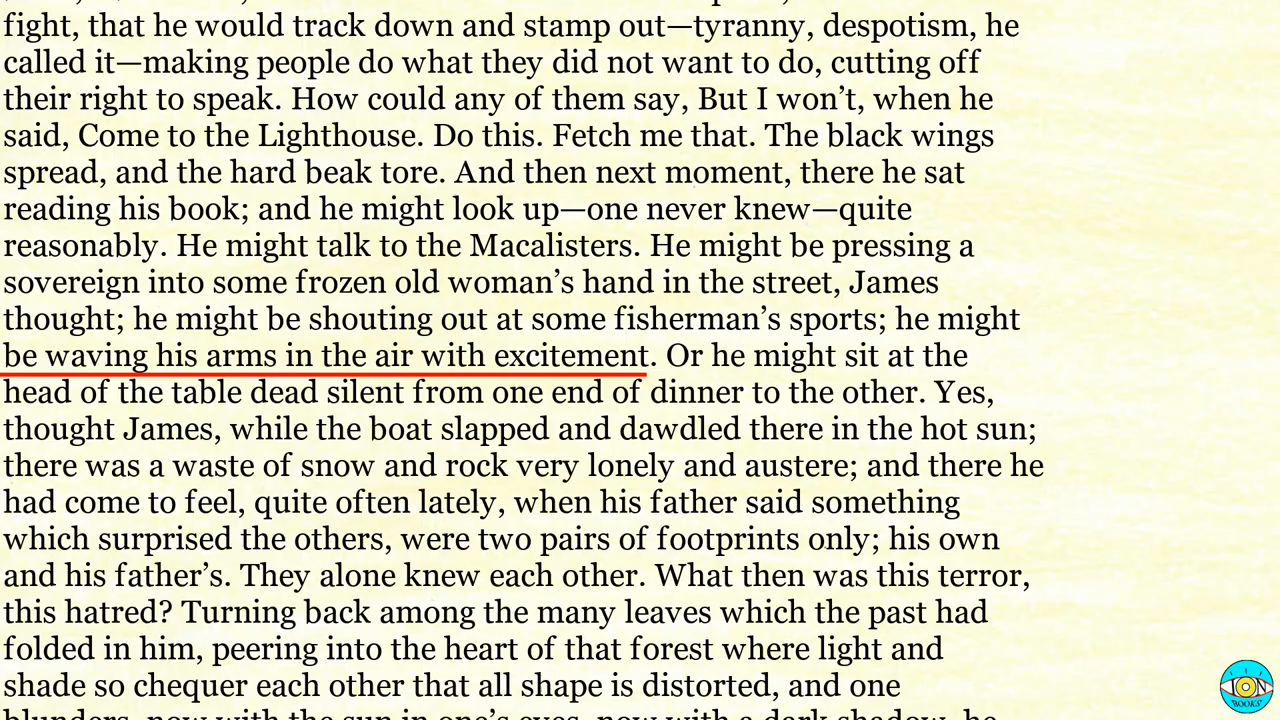 fight, that he would track down and stamp out—tyranny, despotism, he
called it—making people do what they did not want to do, cutting off
their right to speak. How could any of them say, But I won’t, when he
said, Come to the Lighthouse. Do this. Fetch me that. The black wings
spread, and the hard beak tore. And then next moment, there he sat
reading his book; and he might look up—one never knew—quite
reasonably. He might talk to the Macalisters. He might be pressing a
sovereign into some frozen old woman’s hand in the street, James
thought; he might be shouting out at some fisherman’s sports; he might
be waving his arms in the air with excitement. Or he might sit at the
head of the table dead silent from one end of dinner to the other. Yes,
thought James, while the boat slapped and dawdled there in the hot sun;
there was a waste of snow and rock very lonely and austere; and there he
had come to feel, quite often lately, when his father said something
which surprised the others, were two pairs of footprints only; his own
and his father’s. They alone knew each other. What then was this terror,
this hatred? Turning back among the many leaves which the past had
folded in him, peering into the heart of that forest where light and
shade so chequer each other that all shape is distorted, and one
blunders, now with the sun in one’s eyes, now with a dark shadow, he
ION
BOOKS